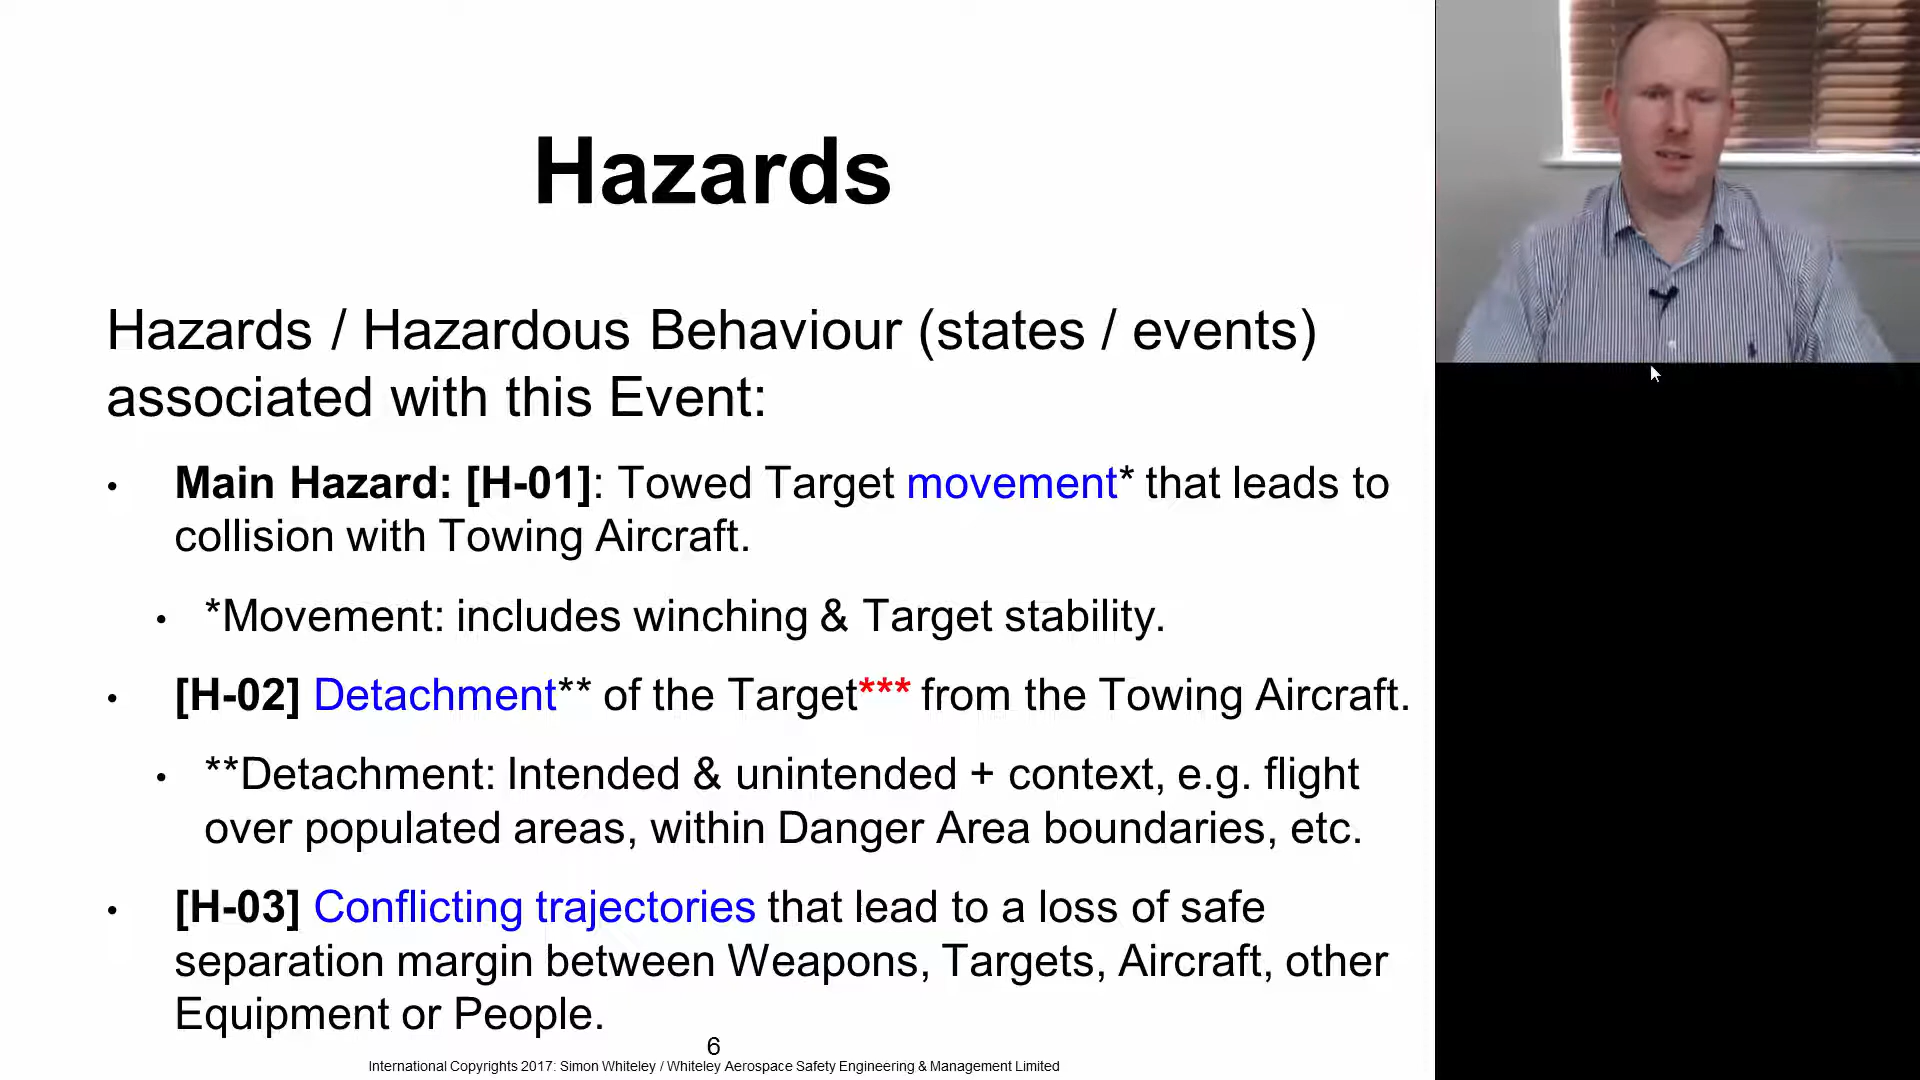 Hazards
Hazards / Hazardous Behaviour (states / events)
associated with this Event:
• Main Hazard: [H-01]: Towed Target movement* that leads to
collision with Towing Aircraft.
• *Movement: includes winching & Target stability.
• [H-02] Detachment** of the Target*** from the Towing Aircraft.
• **Detachment: Intended & unintended + context, e.g. flight
over populated areas, within Danger Area boundaries, etc.
• [H-03] Conflicting trajectories that lead to a loss of safe
separation margin between Weapons, Targets, Aircraft, other
Equipment or People.
6
International Copyrights 2017: Simon Whiteley / Whiteley Aerospace Safety Engineering & Management Limited